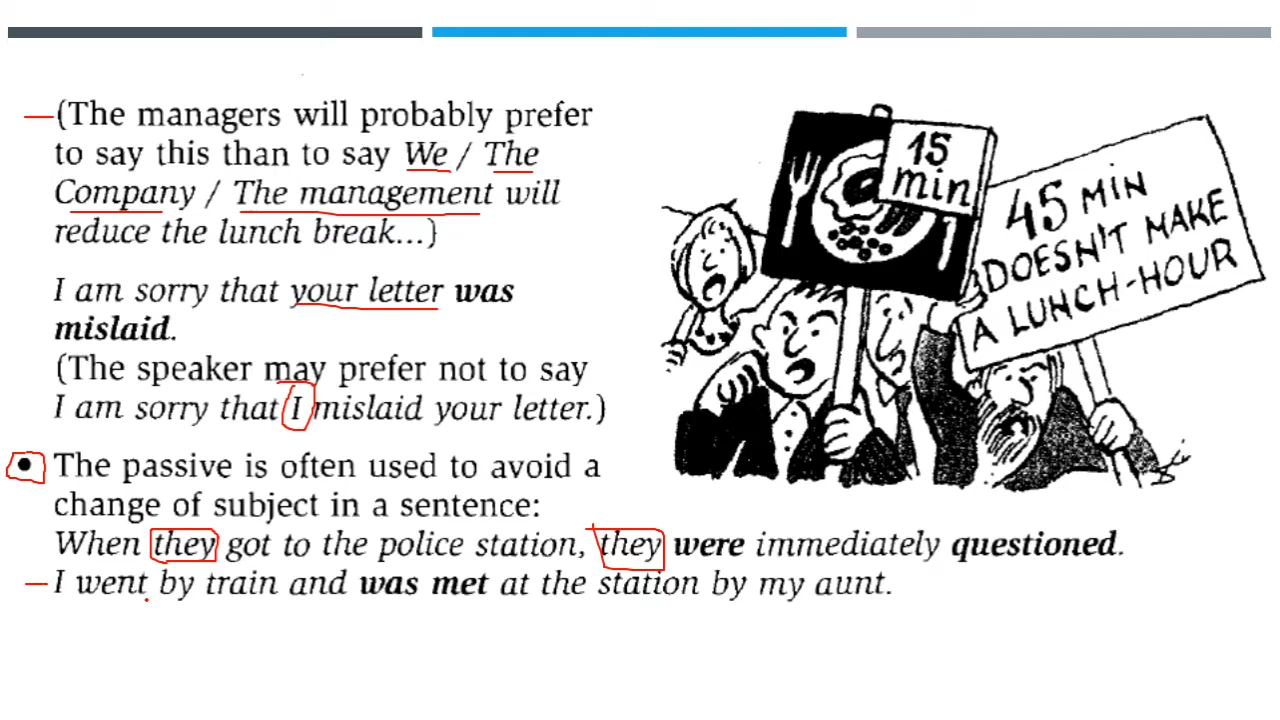 (The managers will probably prefer
to say this than to say We / The
Company / The management will
reduce the lunch break...)
I am sorry that your letter was
mislaid.
(The speaker may prefer not to say
I am sorry that I mislaid your letter.)
• The passive is often used to avoid a
change of subject in a sentence:
When they got to the police station, they were immediately questioned.
I went by train and was met at the station by my aunt.
15
min
45 MIN
DOESN'T MAKE
A LUNCH-HOUR